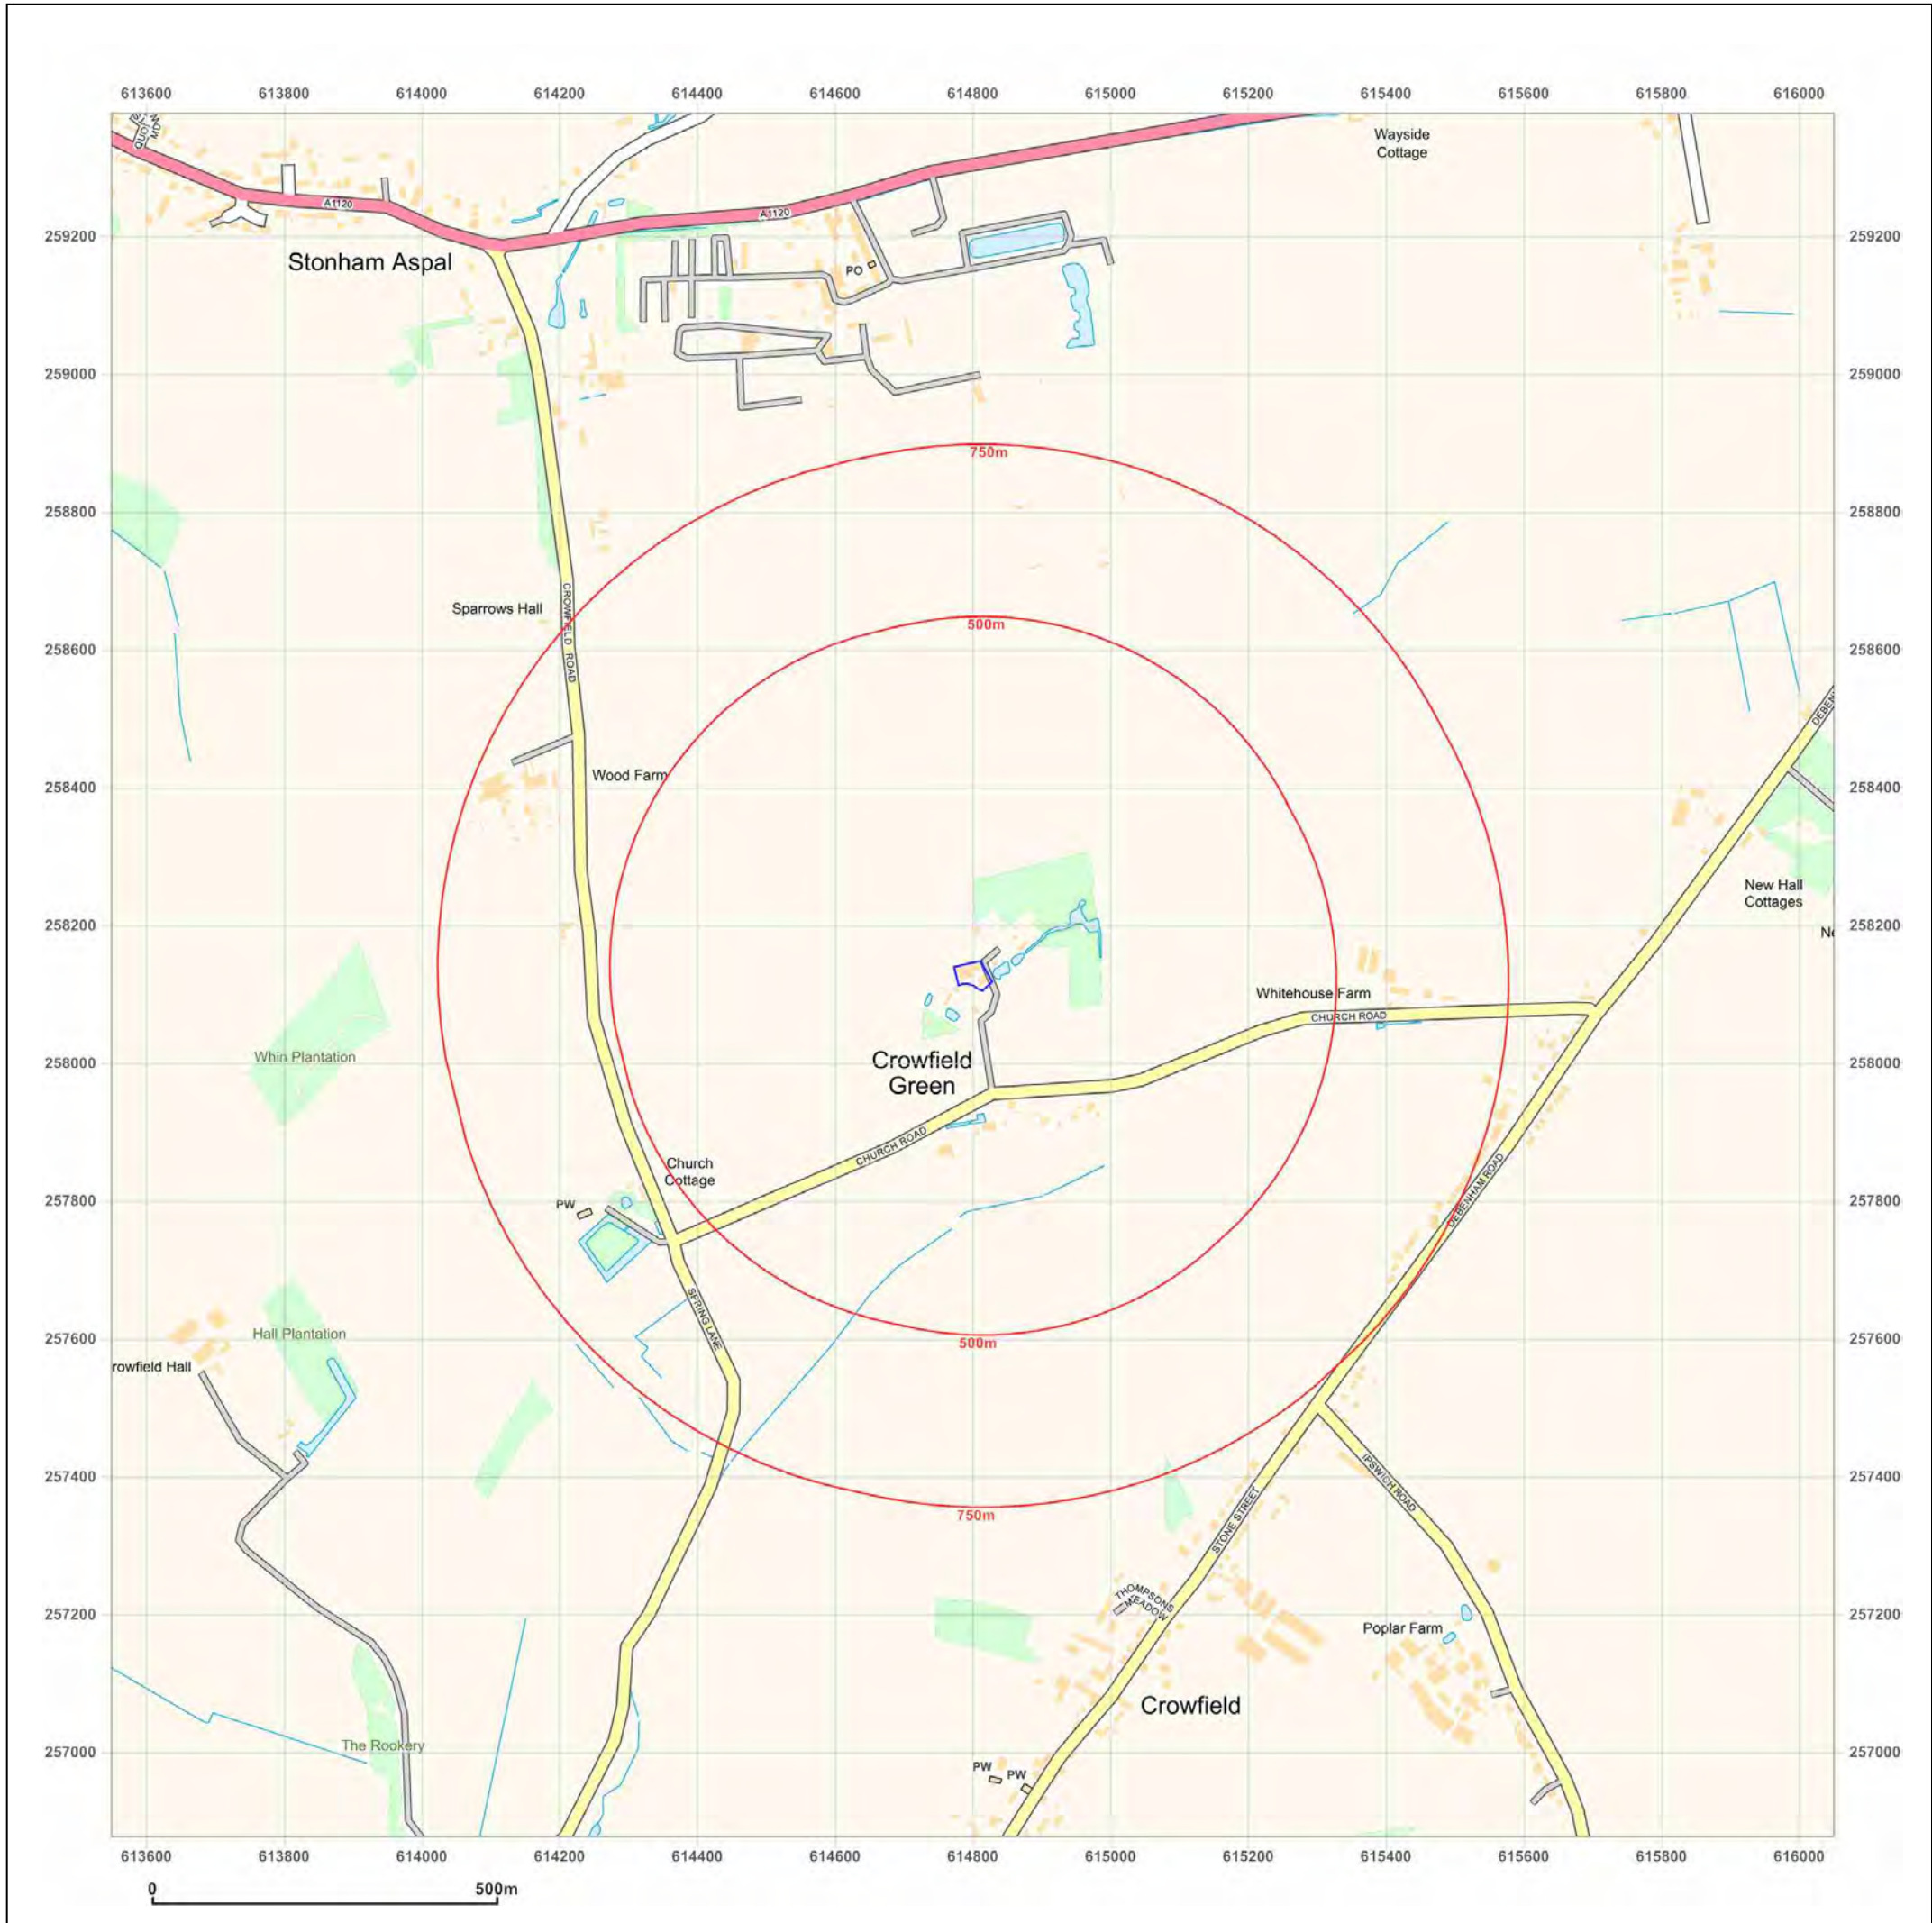 613600 613800 614000 614200 614400 614600 614800 615000 615200 615400 615600 615800 616000
Wayside
Cottage
A1120
A1120
259200 259200
Stonham Aspal
PO
259000 259000
750m
258800 258800
Sparrows Hall
CROWFIELD ROAD
500m
258600 258600
DEBEN
Wood Farm
258400 258400
New Hall
Cottages
258200 258200
Ne
Whitehouse Farm
CHURCH ROAD
Whin Plantation
258000 258000
Crowfield
Green
CHURCH ROAD
Church
Cottage
PW
257800 257800
DEBENHAM ROAD
SPRING LANE
Hall Plantation
257600 257600
500m
rowfield Hall
257400 257400
IPSWICH ROAD
750m
STONE STREET
THOMPSONS
MEADOW
257200 257200
Poplar Farm
Crowfield
The Rookery
257000 257000
PW
PW
613600 613800 614000 614200 614400 614600 614800 615000 615200 615400 615600 615800 616000
0 500m